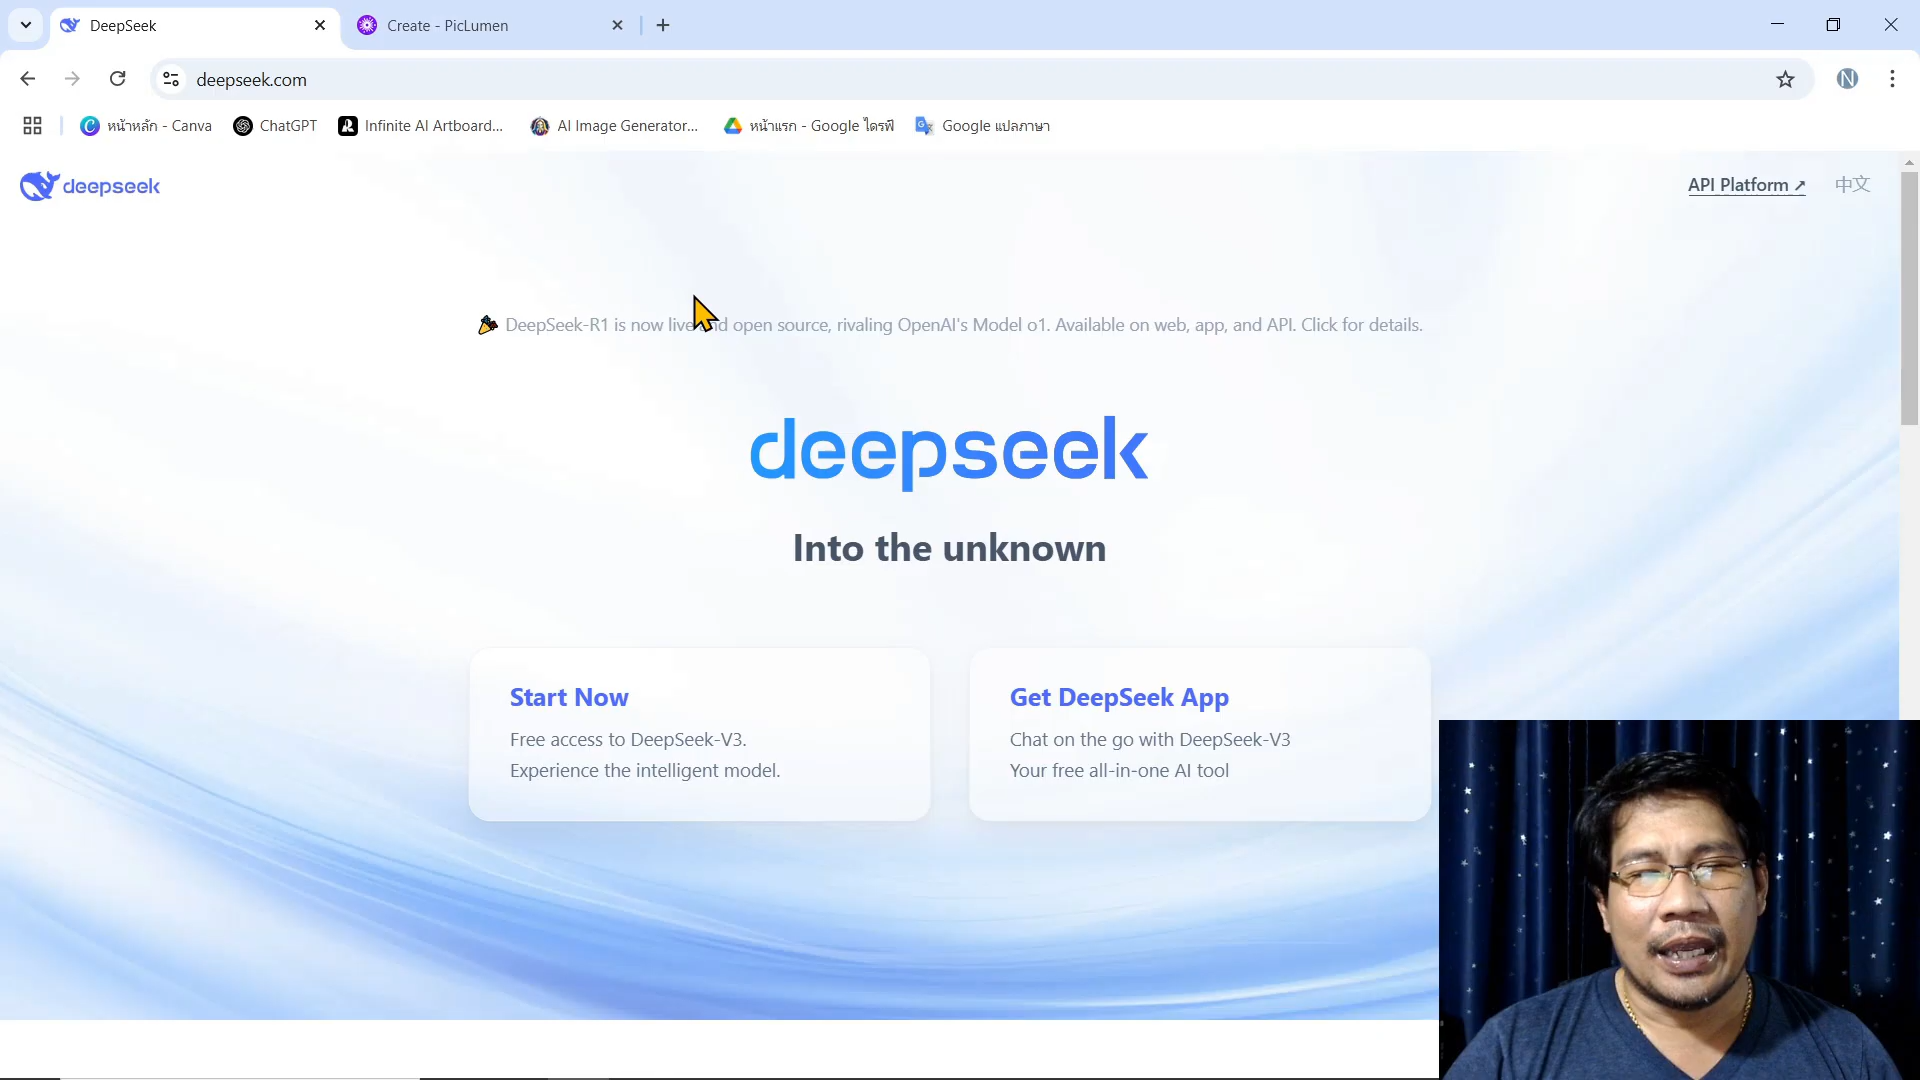 DeepSeek
Create - PicLumen
deepseek.com
N
หน้าหลัก - Canva
ChatGPT
Infinite AI Artboard...
AI Image Generator...
หน้าแรก - Google ไดรฟ์
Google แปลภาษา
deepseek
API Platform ↗
中文
DeepSeek-R1 is now live and open source, rivaling OpenAI's Model o1. Available on web, app, and API. Click for details.
deepseek
Into the unknown
Start Now
Free access to DeepSeek-V3.
Experience the intelligent model.
Get DeepSeek App
Chat on the go with DeepSeek-V3
Your free all-in-one AI tool